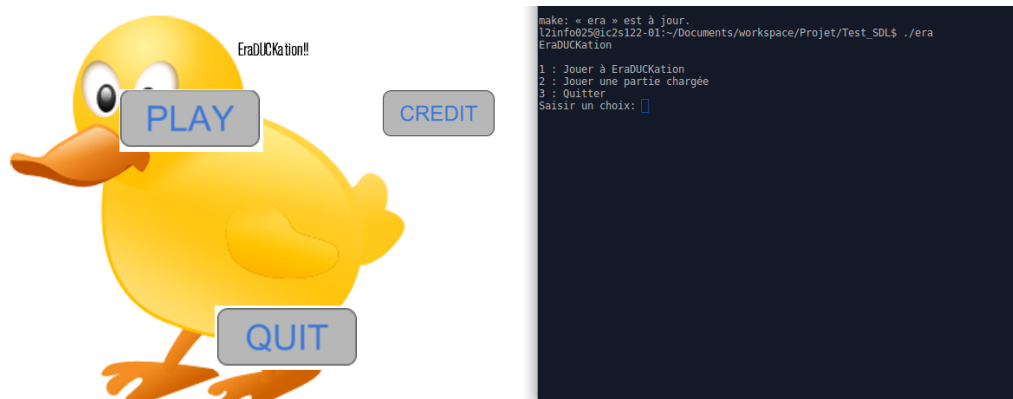 EraDUCKation!!
PLAY
CREDIT
QUIT
make: « era » est à jour.
l2info025@ic2s122-01:~/Documents/workspace/Projet/Test_SDL$ ./era
EraDUCKation
1 : Jouer à EraDUCKation
2 : Jouer une partie chargée
3 : Quitter
Saisir un choix: